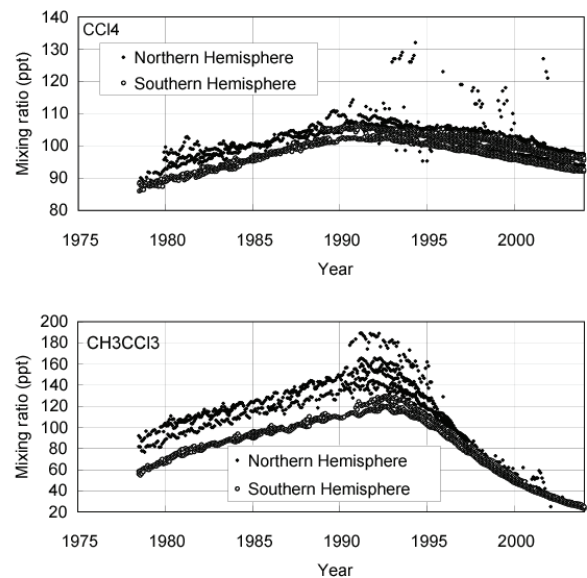 CCl4
Northern Hemisphere
Southern Hemisphere
Mixing ratio (ppt)
140
130
120
110
100
90
80
1975
1980
1985
1990
1995
2000
Year
CH3CCl3
Northern Hemisphere
Southern Hemisphere
Mixing ratio (ppt)
200
180
160
140
120
100
80
60
40
20
1975
1980
1985
1990
1995
2000
Year